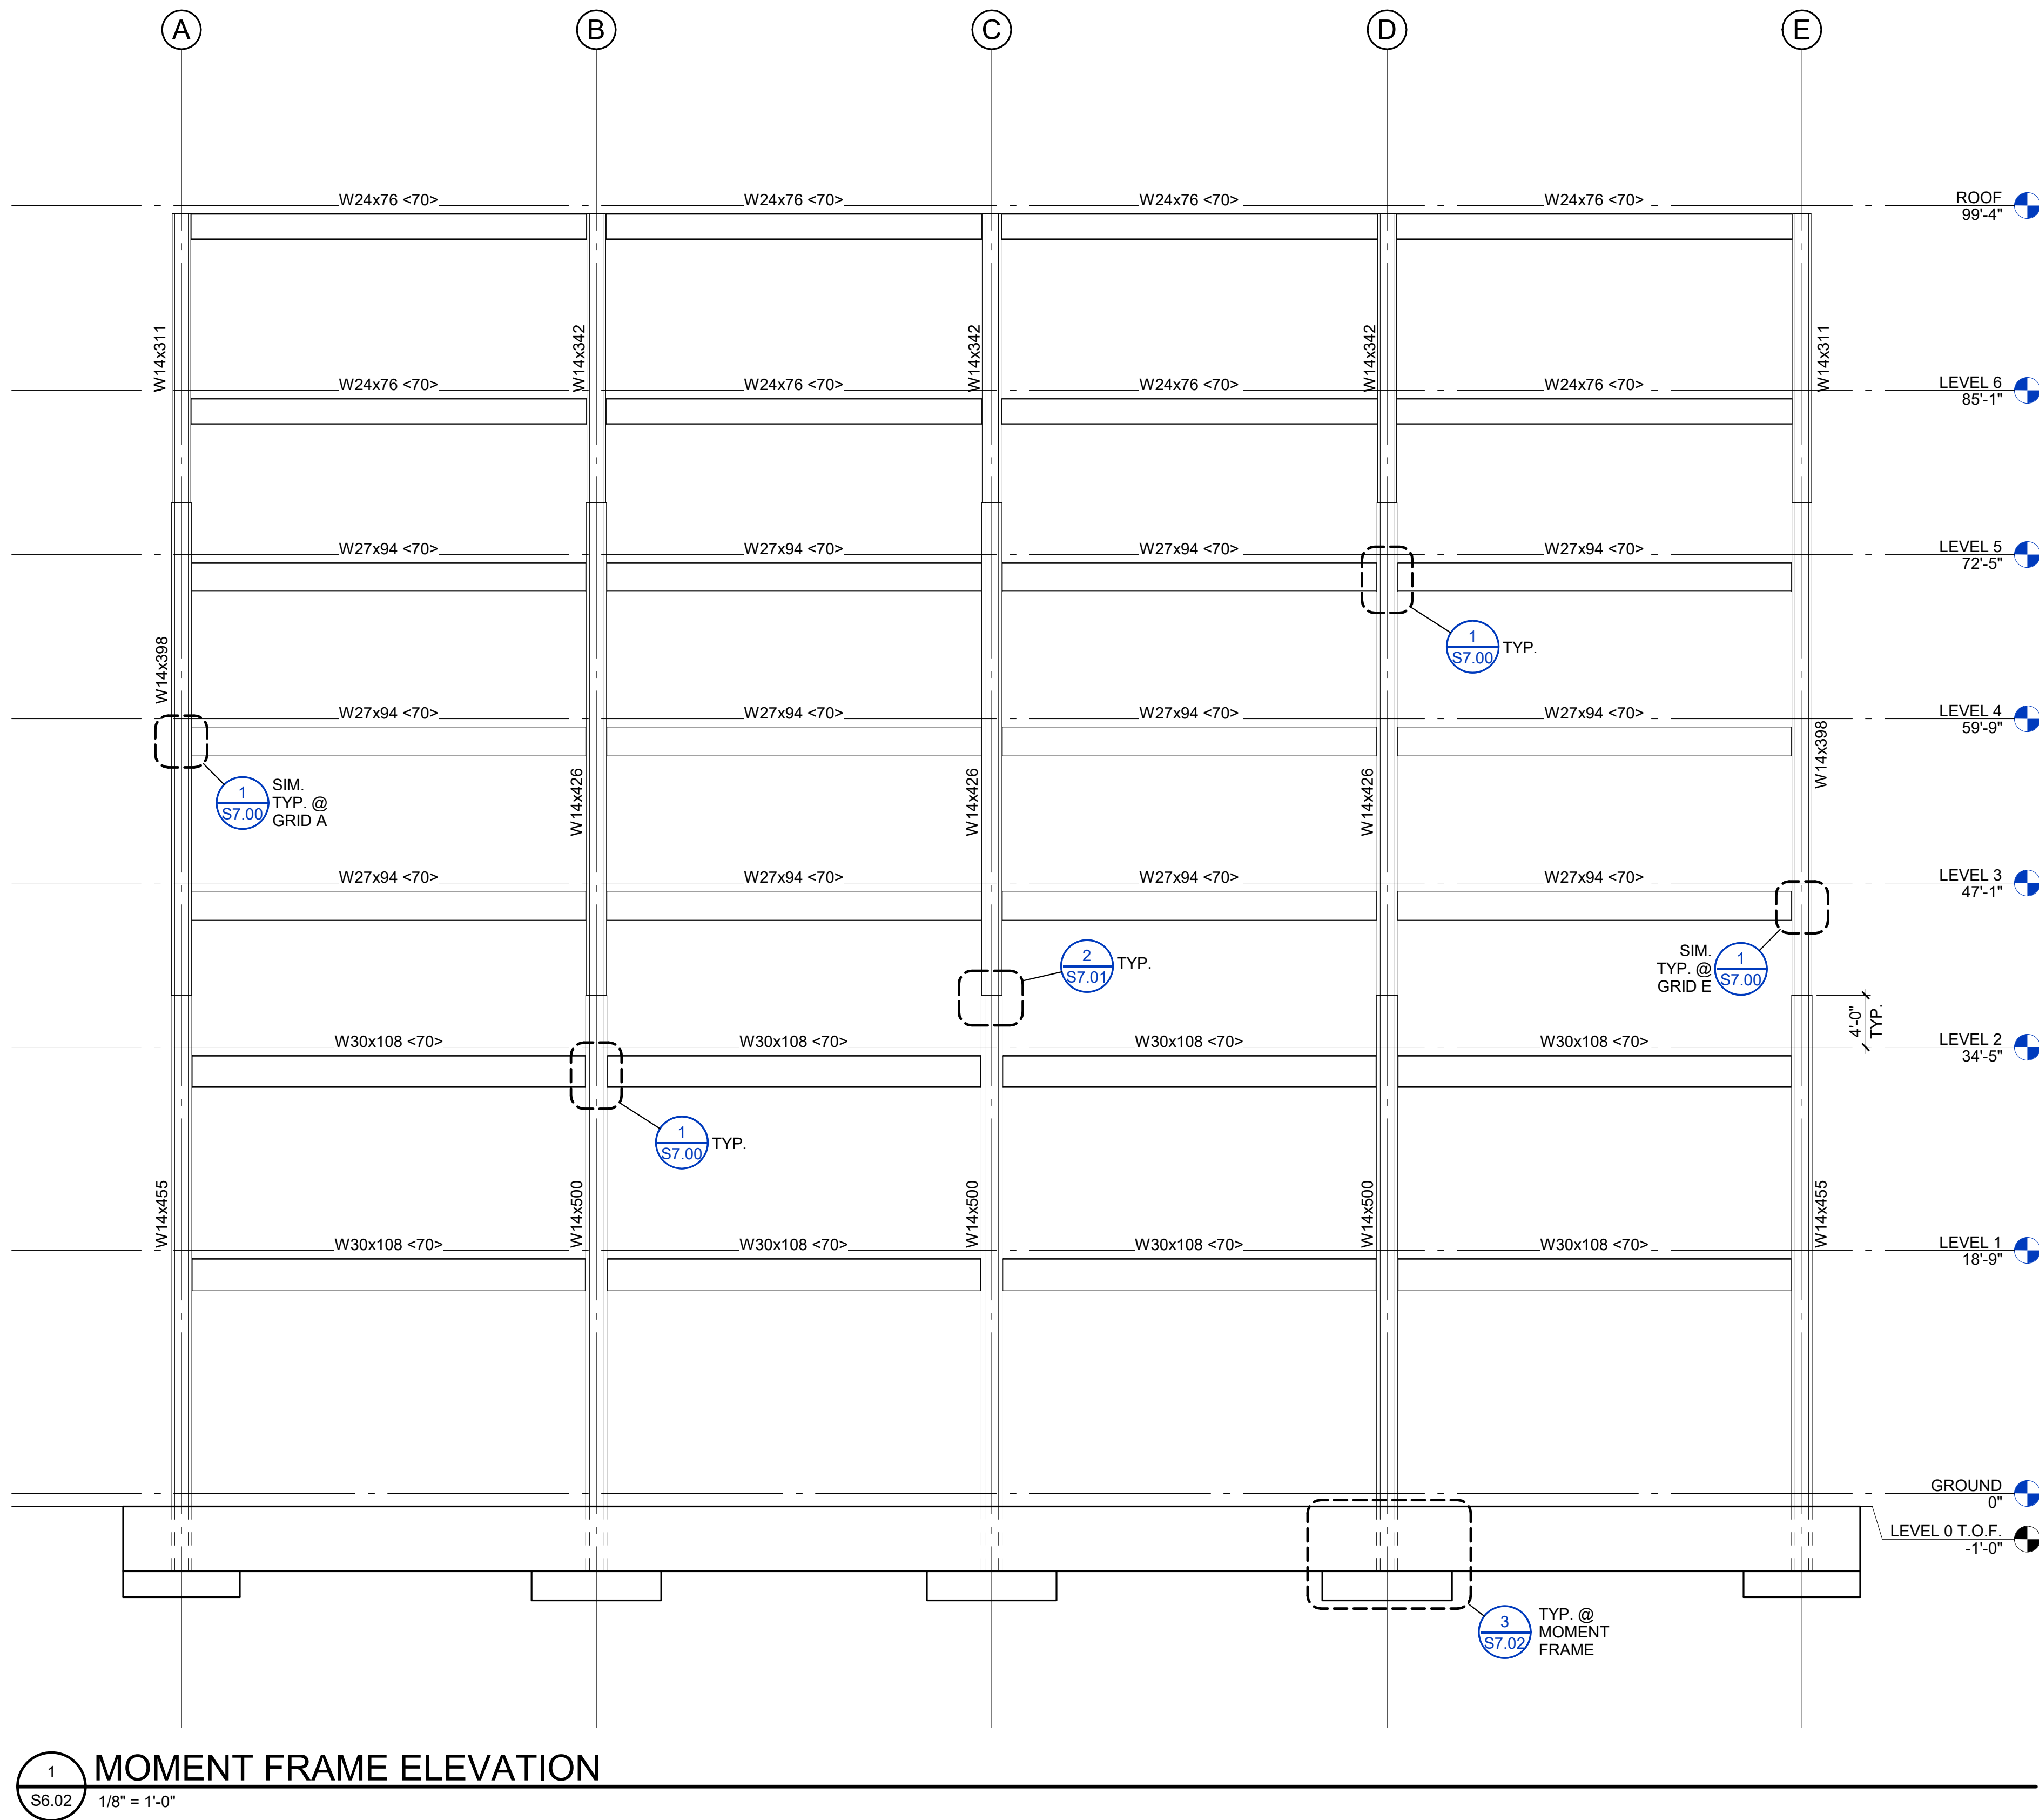 A B C D E
W24x76 <70> W24x76 <70> W24x76 <70> W24x76 <70>
ROOF
99'-4"
W14x311 W14x342 W14x342 W14x342 W14x311
W24x76 <70> W24x76 <70> W24x76 <70> W24x76 <70>
LEVEL 6
85'-1"
W27x94 <70> W27x94 <70> W27x94 <70> W27x94 <70>
LEVEL 5
72'-5"
1
S7.00
TYP.
W14x398
W27x94 <70> W27x94 <70> W27x94 <70> W27x94 <70>
LEVEL 4
59'-9"
W14x398
1
S7.00
SIM.
TYP. @
GRID A
W14x426 W14x426 W14x426
W27x94 <70> W27x94 <70> W27x94 <70> W27x94 <70>
LEVEL 3
47'-1"
2
S7.01
TYP.
SIM.
TYP. @
GRID E
1
S7.00
4'-0"
TYP.
W30x108 <70> W30x108 <70> W30x108 <70> W30x108 <70>
LEVEL 2
34'-5"
1
S7.00
TYP.
W14x455 W14x500 W14x500 W14x500 W14x455
W30x108 <70> W30x108 <70> W30x108 <70> W30x108 <70>
LEVEL 1
18'-9"
GROUND
0"
LEVEL 0 T.O.F.
-1'-0"
3
S7.02
TYP. @
MOMENT
FRAME
1
S6.02
MOMENT FRAME ELEVATION
1/8" = 1'-0"